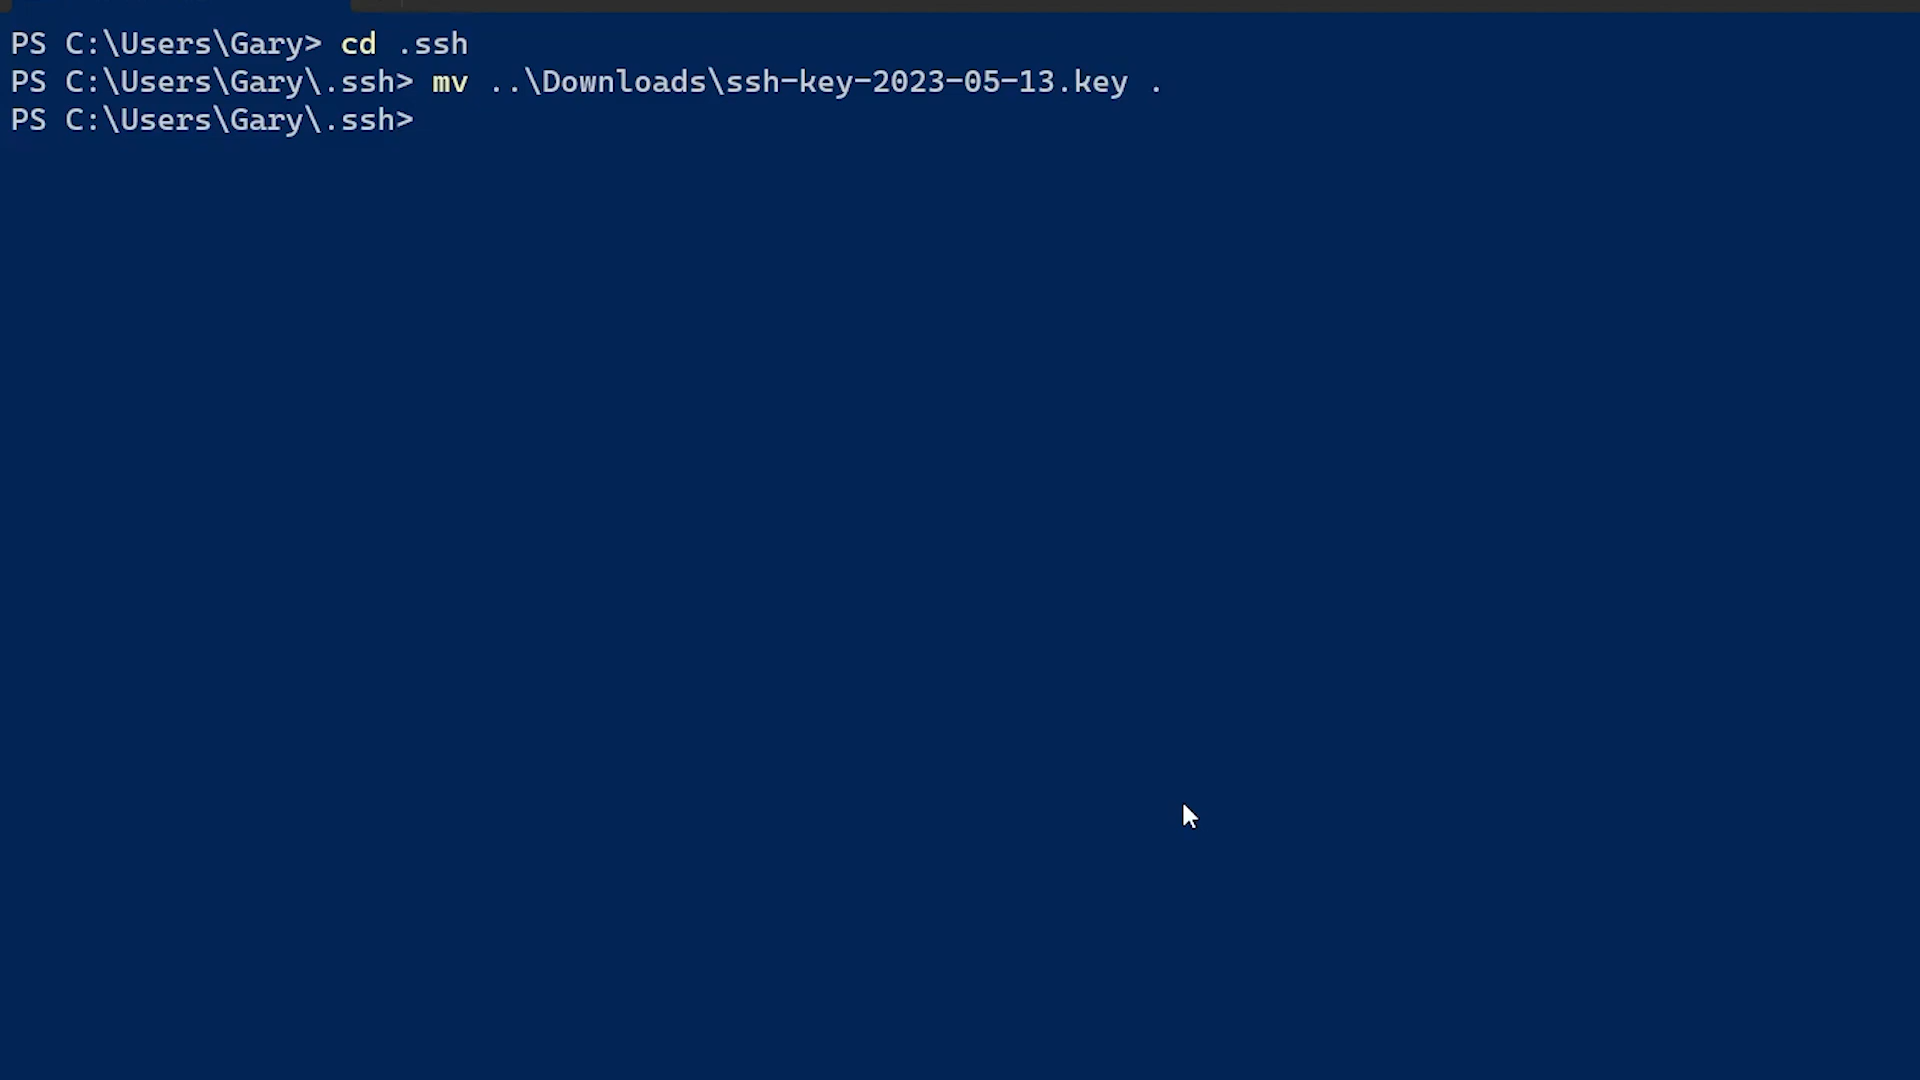 PS C:\Users\Gary> cd .ssh
PS C:\Users\Gary\.ssh> mv ..\Downloads\ssh-key-2023-05-13.key .
PS C:\Users\Gary\.ssh>